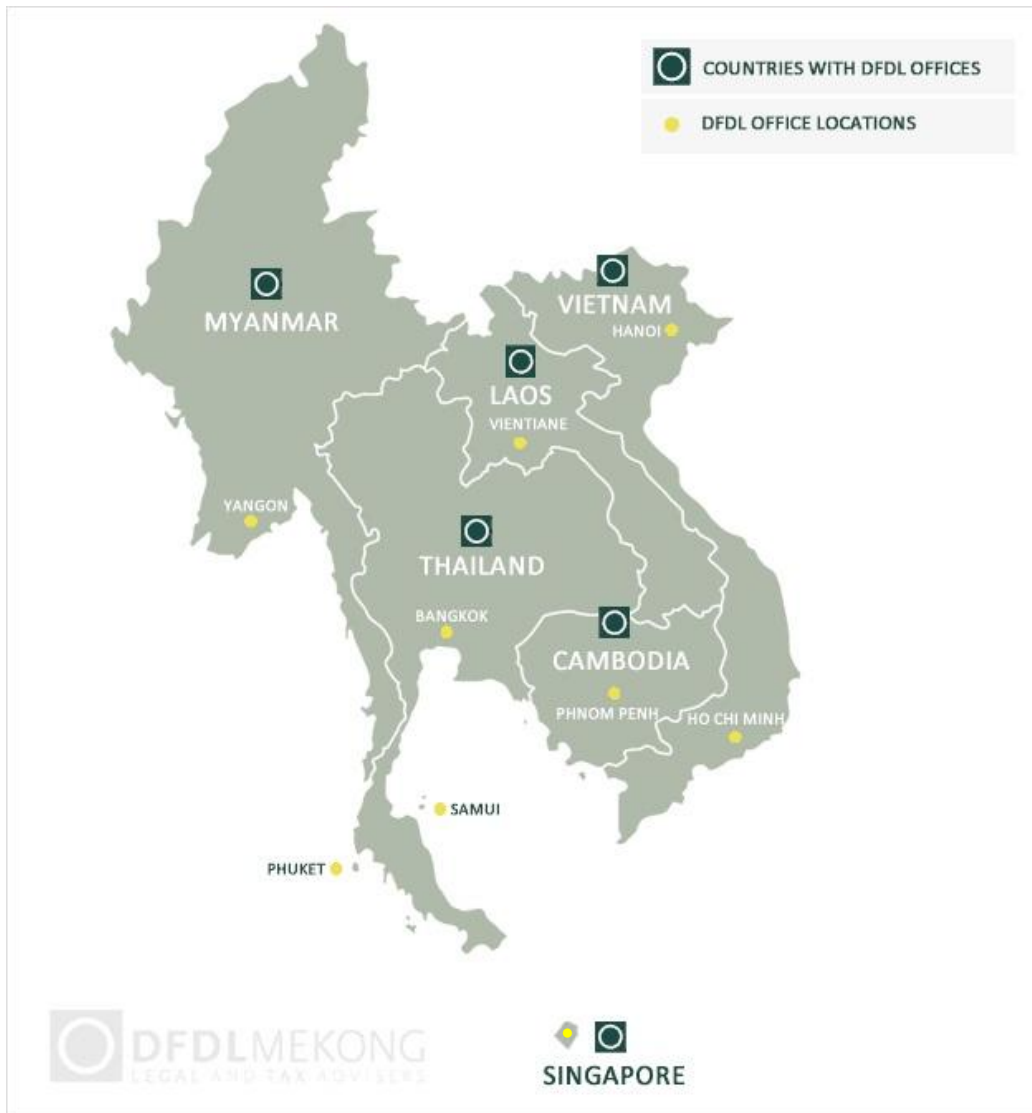 COUNTRIES WITH DFDL OFFICES
DFDL OFFICE LOCATIONS
MYANMAR
VIETNAM
HANOI
LAOS
VIENTIANE
YANGON
THAILAND
BANGKOK
CAMBODIA
PHNOM PENH
HO CHI MINH
SAMUI
PHUKET
DFDLMEKONG
LEGAL AND TAX ADVISERS
SINGAPORE